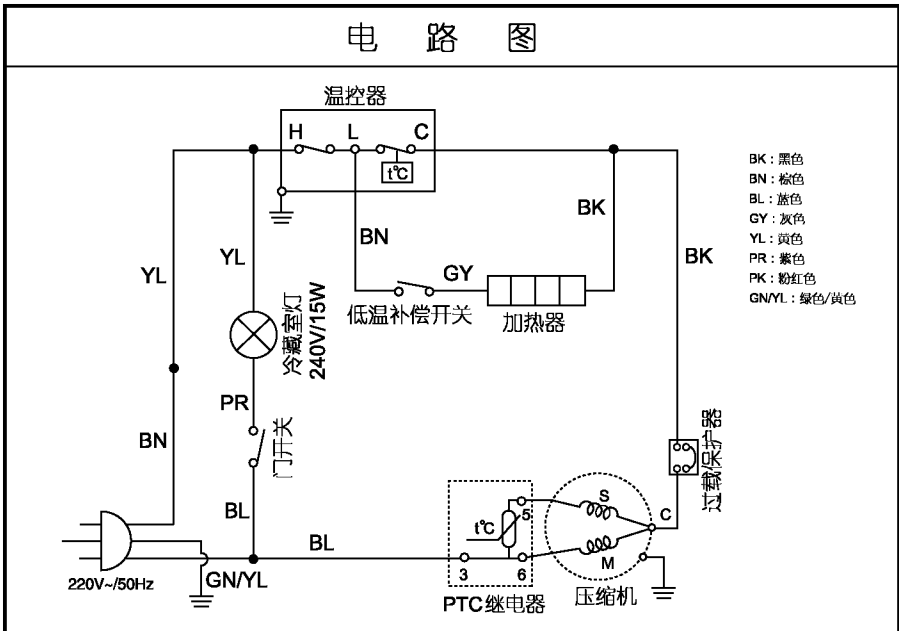 电 路 图
温控器
H L C
t℃
BK:黑色
BN:棕色
BL:蓝色
GY:灰色
YL:黄色
PR:紫色
PK:粉红色
GN/YL:绿色/黄色
BK
BN
YL
YL
BK
GY
低温补偿开关
加热器
冷藏室灯
240V/15W
PR
门开关
BN
过载保护器
BL
S
C
5
t℃
BL
M
3
6
220V~/50Hz
GN/YL
PTC继电器
压缩机